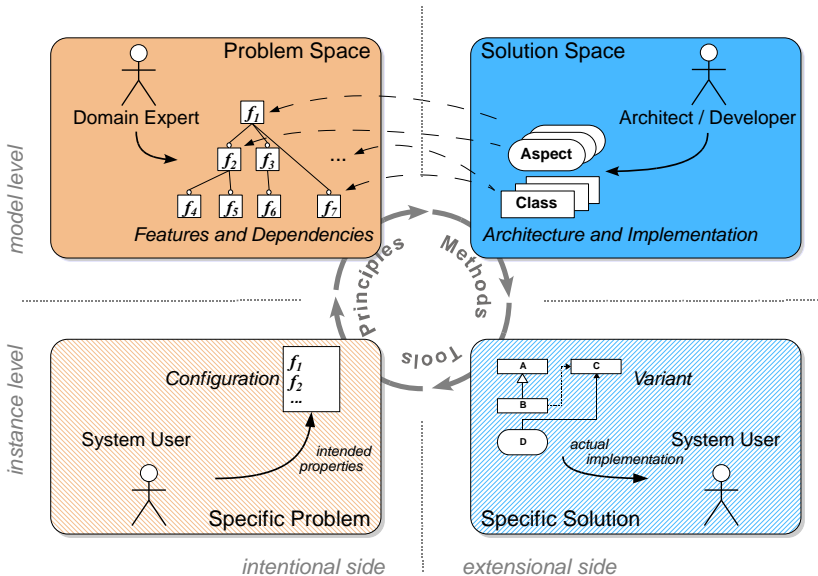 Problem Space
Domain Expert
f1
f2
f3
...
f4
f5
f6
f7
Features and Dependencies
Solution Space
Architect / Developer
Aspect
Class
Architecture and Implementation
model level
Principles
Methods
Tools
instance level
Configuration
f1
f2
...
System User
intended
properties
Specific Problem
A
C
B
D
Variant
actual
implementation
System User
Specific Solution
intentional side
extensional side